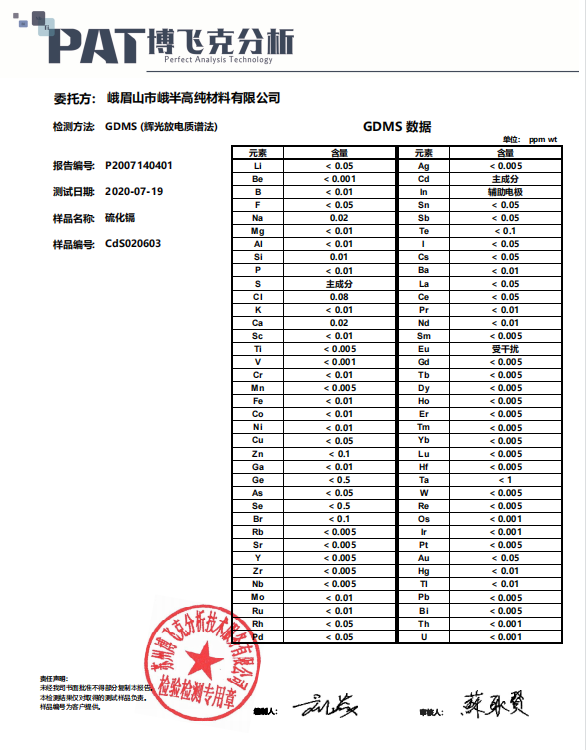 PAT 博飞克分析
Perfect Analysis Technology
委托方: 峨眉山市峨半高纯材料有限公司
检测方法: GDMS (辉光放电质谱法)
GDMS 数据
单位: ppm wt
报告编号: P2007140401
测试日期: 2020-07-19
样品名称: 硫化镉
样品编号: CdS020603
元素 含量 元素 含量
Li < 0.05 Ag < 0.005
Be < 0.001 Cd 主成分
B < 0.01 In 辅助电极
F < 0.05 Sn < 0.05
Na 0.02 Sb < 0.05
Mg < 0.01 Te < 0.1
Al < 0.01 I < 0.05
Si 0.01 Cs < 0.05
P < 0.01 Ba < 0.01
S 主成分 La < 0.05
Cl 0.08 Ce < 0.05
K < 0.01 Pr < 0.01
Ca 0.02 Nd < 0.01
Sc < 0.01 Sm < 0.005
Ti < 0.005 Eu 受干扰
V < 0.001 Gd < 0.005
Cr < 0.01 Tb < 0.005
Mn < 0.005 Dy < 0.005
Fe < 0.01 Ho < 0.005
Co < 0.01 Er < 0.005
Ni < 0.01 Tm < 0.005
Cu < 0.05 Yb < 0.005
Zn < 0.1 Lu < 0.005
Ga < 0.01 Hf < 0.005
Ge < 0.5 Ta < 1
As < 0.05 W < 0.005
Se < 0.5 Re < 0.005
Br < 0.1 Os < 0.001
Rb < 0.005 Ir < 0.001
Sr < 0.005 Pt < 0.005
Y < 0.005 Au < 0.05
Zr < 0.005 Hg < 0.01
Nb < 0.005 Tl < 0.01
Mo < 0.01 Pb < 0.005
Ru < 0.01 Bi < 0.005
Rh < 0.05 Th < 0.001
Pd < 0.05 U < 0.001
苏州博飞克分析技术服务有限公司
检验检测专用章
责任声明:
未经我司书面批准不得部分复制本报告。
本检测结果仅对取得的测试样品负责。
样品编号为客户提供。
编制人:
审核人: 苏永贤